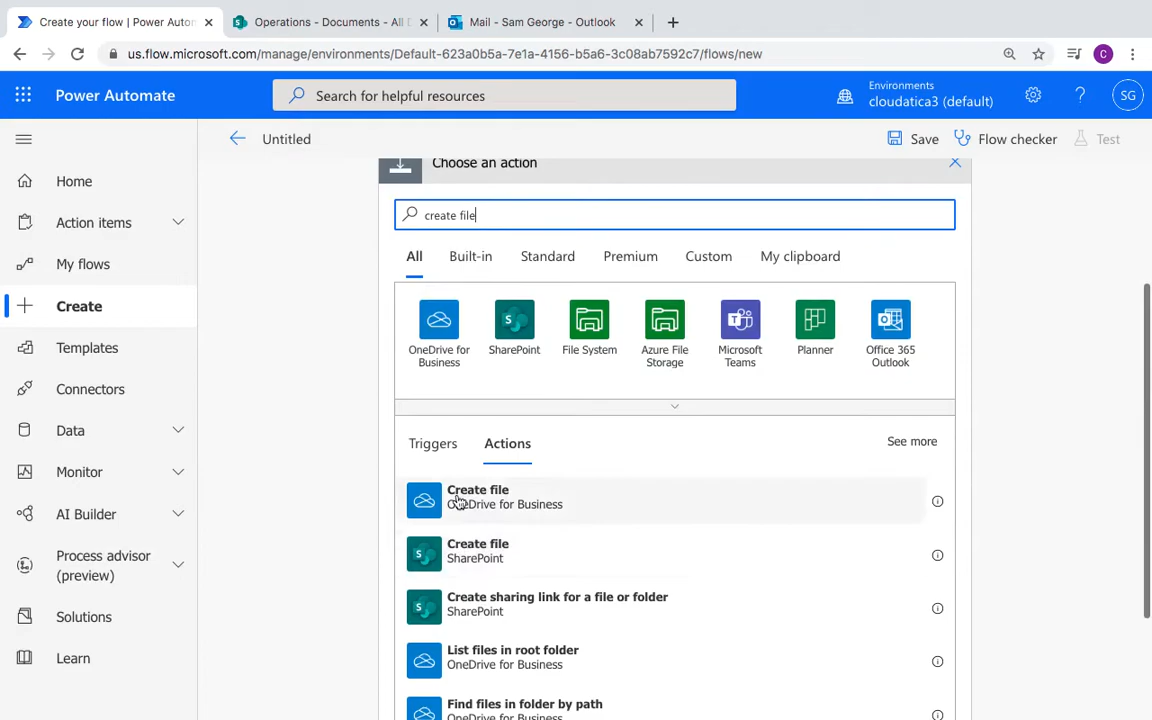 Create your flow | Power Automa
Operations - Documents - All D
Mail - Sam George - Outlook
us.flow.microsoft.com/manage/environments/Default-623a0b5a-7e1a-4156-b5a6-3c08ab7592c7/flows/new
C
Power Automate
Search for helpful resources
Environments
cloudatica3 (default)
SG
Untitled
Save
Flow checker
Test
Home
Action items
My flows
Create
Templates
Connectors
Data
Monitor
AI Builder
Process advisor
(preview)
Solutions
Learn
Choose an action
create file
All
Built-in
Standard
Premium
Custom
My clipboard
OneDrive for
Business
SharePoint
File System
Azure File
Storage
Microsoft
Teams
Planner
Office 365
Outlook
Triggers
Actions
See more
Create file
OneDrive for Business
Create file
SharePoint
Create sharing link for a file or folder
SharePoint
List files in root folder
OneDrive for Business
Find files in folder by path
OneDrive for Business